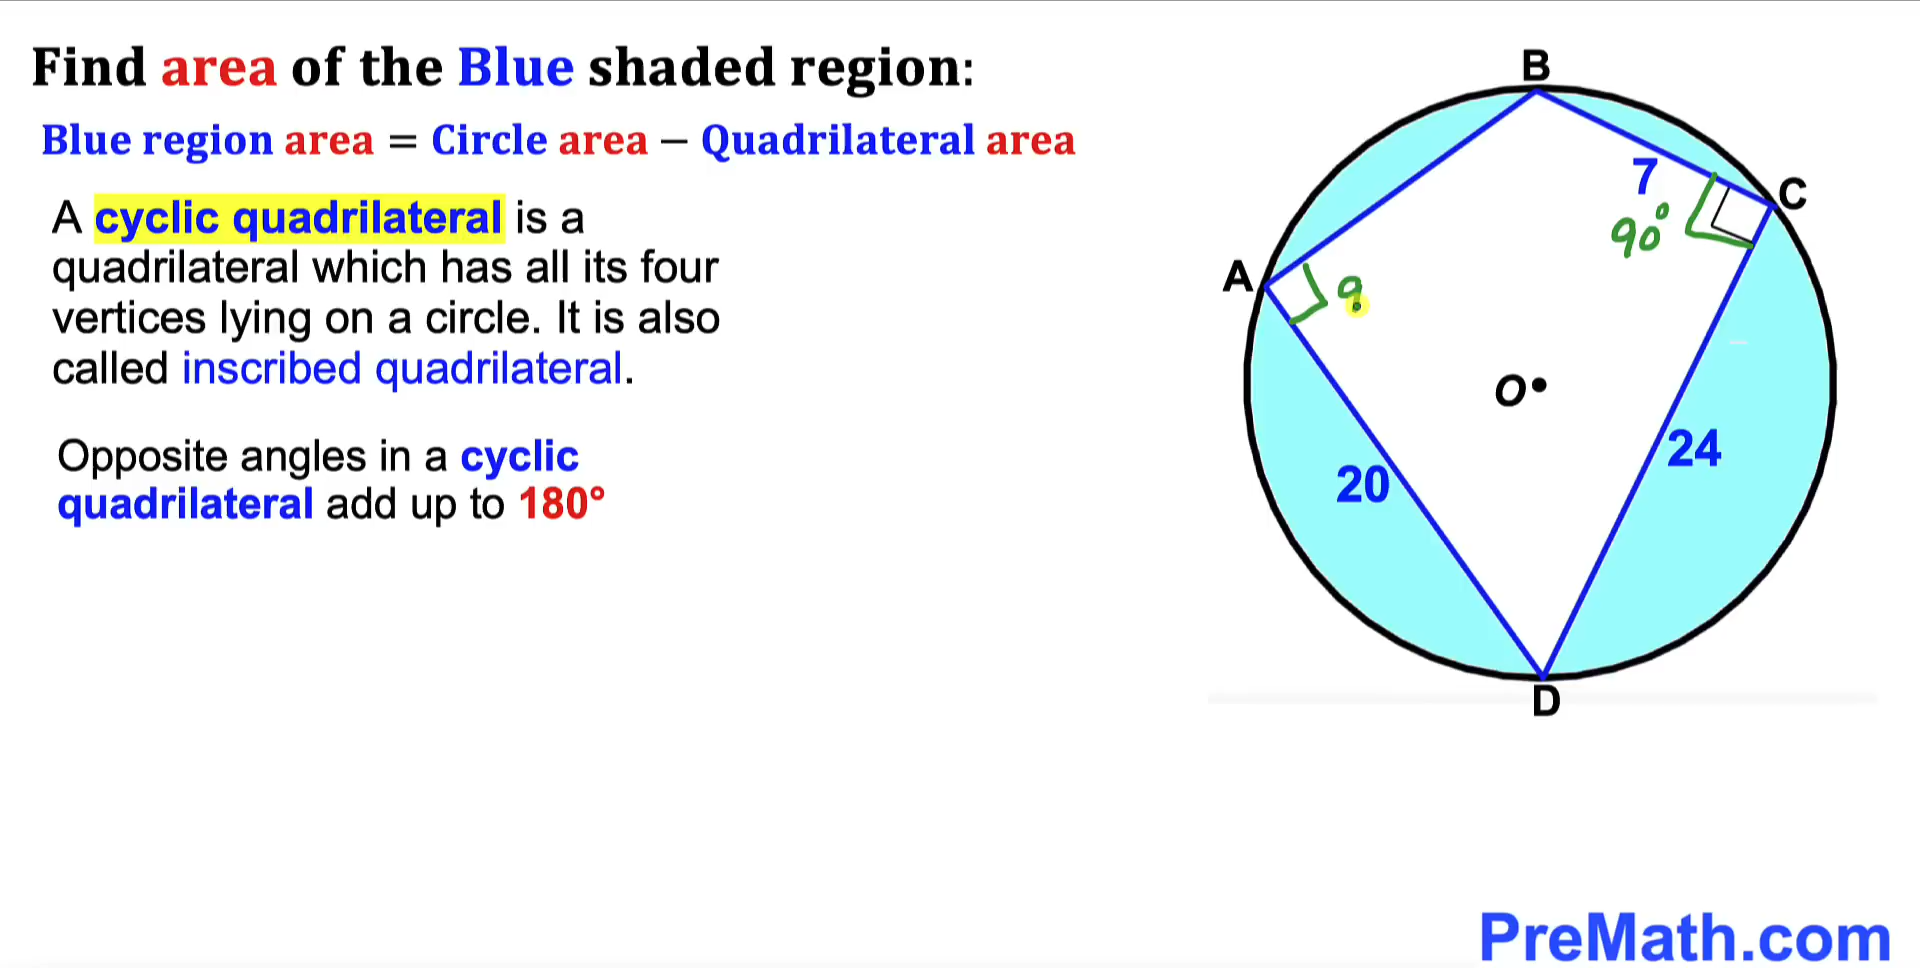 Find area of the Blue shaded region:
Blue region area = Circle area − Quadrilateral area
A cyclic quadrilateral is a
quadrilateral which has all its four
vertices lying on a circle. It is also
called inscribed quadrilateral.
Opposite angles in a cyclic
quadrilateral add up to 180°
B
7
C
90°
A
9
O
20
24
D
PreMath.com